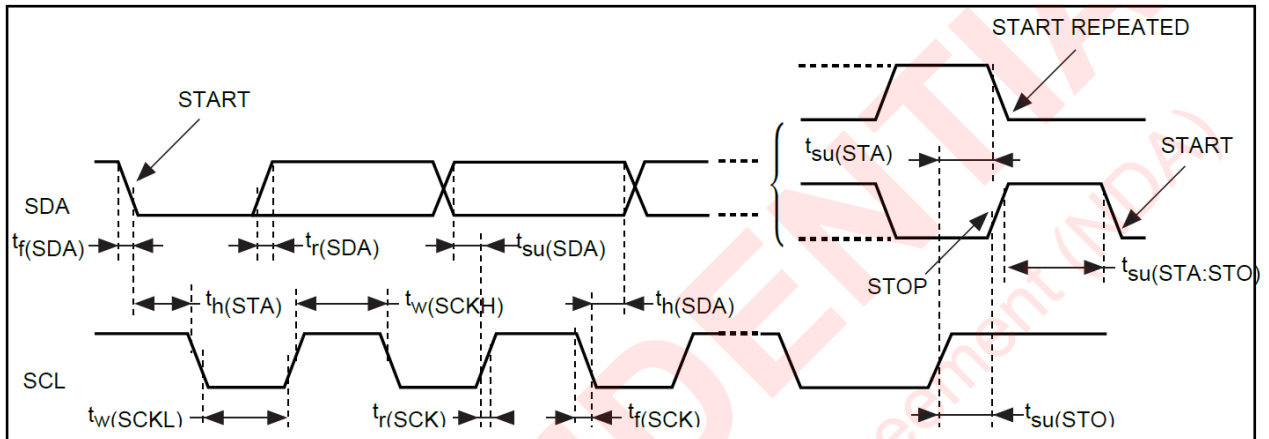 START REPEATED
START
tsu(STA)
START
SDA
tf(SDA)
tr(SDA)
tsu(SDA)
STOP
tsu(STA:STO)
th(STA)
tw(SCKH)
th(SDA)
SCL
tw(SCKL)
tr(SCK)
tf(SCK)
tsu(STO)
(NDA)